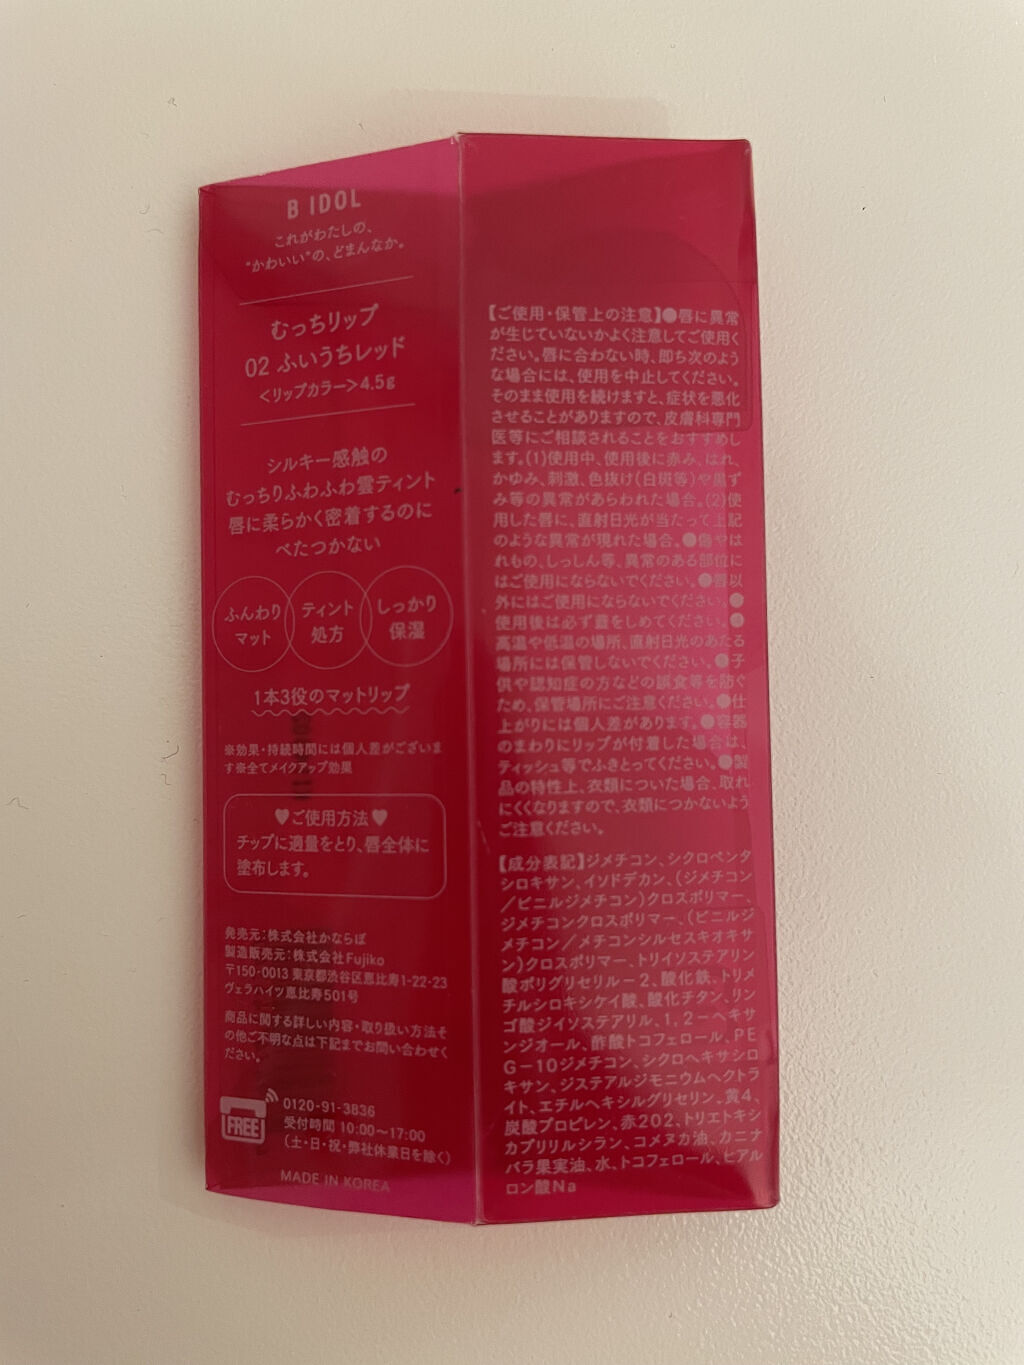 B IDOL
これがわたしの、
"かわいい"の、どまんなか。
むっちリップ
02 ふいうちレッド
<リップカラー>4.5g
シルキー感触の
むっちりふわふわ雲ティント
唇に柔らかく密着するのに
べたつかない
ふんわり
マット
ティント
処方
しっかり
保湿
1本3役のマットリップ
※効果・持続時間には個人差がございま
す※全てメイクアップ効果
♥ご使用方法♥
チップに適量をとり、唇全体に
塗布します。
発売元:株式会社かならぼ
製造販売元:株式会社Fujiko
〒150-0013 東京都渋谷区恵比寿1-22-23
ヴェラハイツ恵比寿501号
商品に関する詳しい内容・取り扱い方法そ
の他ご不明な点は下記までお問い合わせく
ださい。
FREE
0120-91-3836
受付時間 10:00〜17:00
(土・日・祝・弊社休業日を除く)
MADE IN KOREA
【ご使用・保管上の注意】●唇に異常
が生じていないかよく注意してご使用く
ださい。唇に合わない時、即ち次のよう
な場合には、使用を中止してください。
そのまま使用を続けますと、症状を悪化
させることがありますので、皮膚科専門
医等にご相談されることをおすすめし
ます。(1)使用中、使用後に赤み、はれ、
かゆみ、刺激、色抜け(白斑等)や黒ず
み等の異常があらわれた場合。(2)使
用した唇に、直射日光が当たって上記
のような異常が現れた場合。●傷やは
れもの、しっしん等、異常のある部位に
はご使用にならないでください。●唇以
外にはご使用にならないでください。●
使用後は必ず蓋をしめてください。●
高温や低温の場所、直射日光のあたる
場所には保管しないでください。●子
供や認知症の方などの誤食等を防ぐ
ため、保管場所にご注意ください。●仕
上がりには個人差があります。●容器
のまわりにリップが付着した場合は、
ティッシュ等でふきとってください。●製
品の特性上、衣類についた場合、取れ
にくくなりますので、衣類につかないよう
ご注意ください。
【成分表記】ジメチコン、シクロペンタ
シロキサン、イソドデカン、(ジメチコン
/ビニルジメチコン)クロスポリマー、
ジメチコンクロスポリマー、(ビニルジ
メチコン/メチコンシルセスキオキサ
ン)クロスポリマー、トリイソステアリン
酸ポリグリセリル-2、酸化鉄、トリメ
チルシロキシケイ酸、酸化チタン、リン
ゴ酸ジイソステアリル、1,2-ヘキサ
ンジオール、酢酸トコフェロール、PE
G-10ジメチコン、シクロヘキサシロ
キサン、ジステアルジモニウムヘクトラ
イト、エチルヘキシルグリセリン、黄4、
炭酸プロピレン、赤202、トリエトキシ
カプリリルシラン、コメヌカ油、カニナ
バラ果実油、水、トコフェロール、ヒアル
ロン酸Na